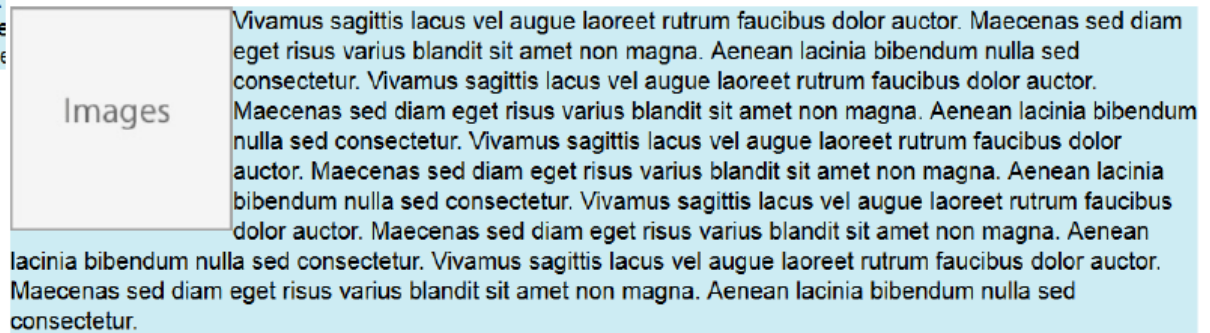 Vivamus sagittis lacus vel augue laoreet rutrum faucibus dolor auctor. Maecenas sed diam
eget risus varius blandit sit amet non magna. Aenean lacinia bibendum nulla sed
consectetur. Vivamus sagittis lacus vel augue laoreet rutrum faucibus dolor auctor.
Images
Maecenas sed diam eget risus varius blandit sit amet non magna. Aenean lacinia bibendum
nulla sed consectetur. Vivamus sagittis lacus vel augue laoreet rutrum faucibus dolor
auctor. Maecenas sed diam eget risus varius blandit sit amet non magna. Aenean lacinia
bibendum nulla sed consectetur. Vivamus sagittis lacus vel augue laoreet rutrum faucibus
dolor auctor. Maecenas sed diam eget risus varius blandit sit amet non magna. Aenean
lacinia bibendum nulla sed consectetur. Vivamus sagittis lacus vel augue laoreet rutrum faucibus dolor auctor.
Maecenas sed diam eget risus varius blandit sit amet non magna. Aenean lacinia bibendum nulla sed
consectetur.